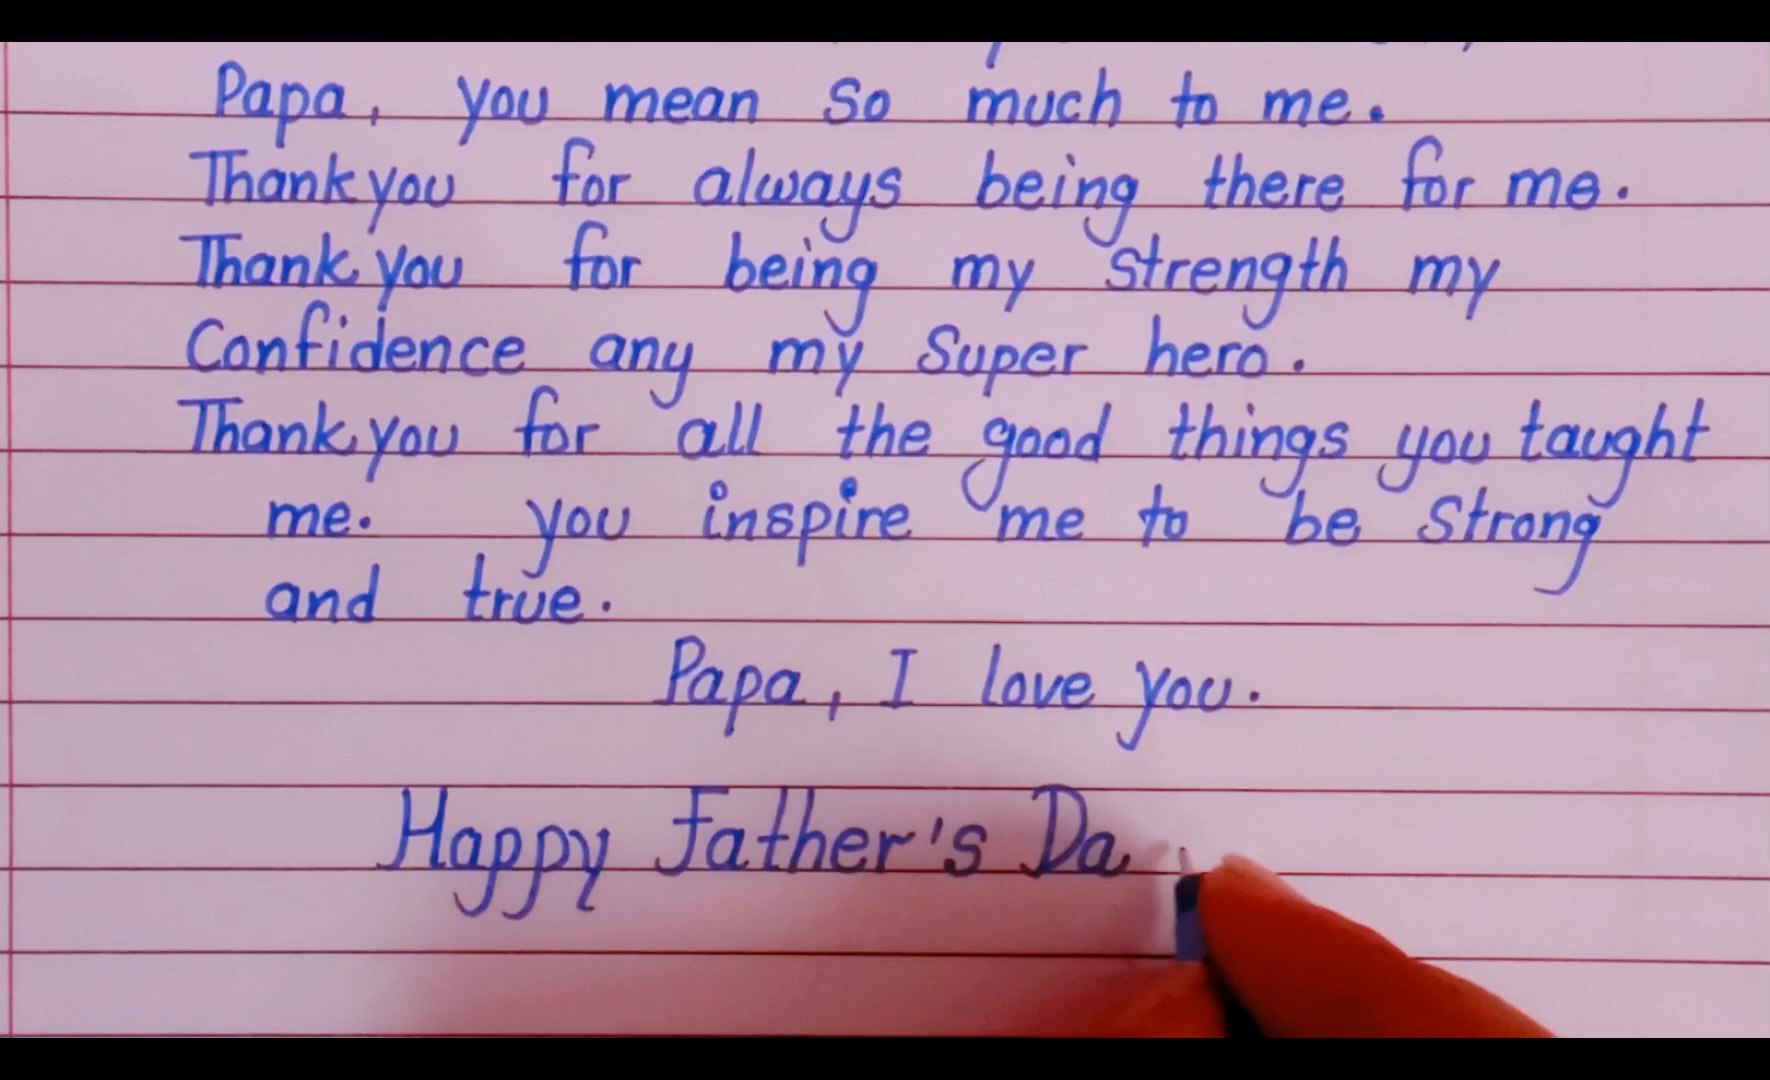 Papa, you mean so much to me.
Thank you for always being there for me.
Thank you for being my strength my
Confidence any my Super hero.
Thank you for all the good things you taught
me. you inspire me to be Strong
and true.
Papa, I love you.
Happy Father's Da